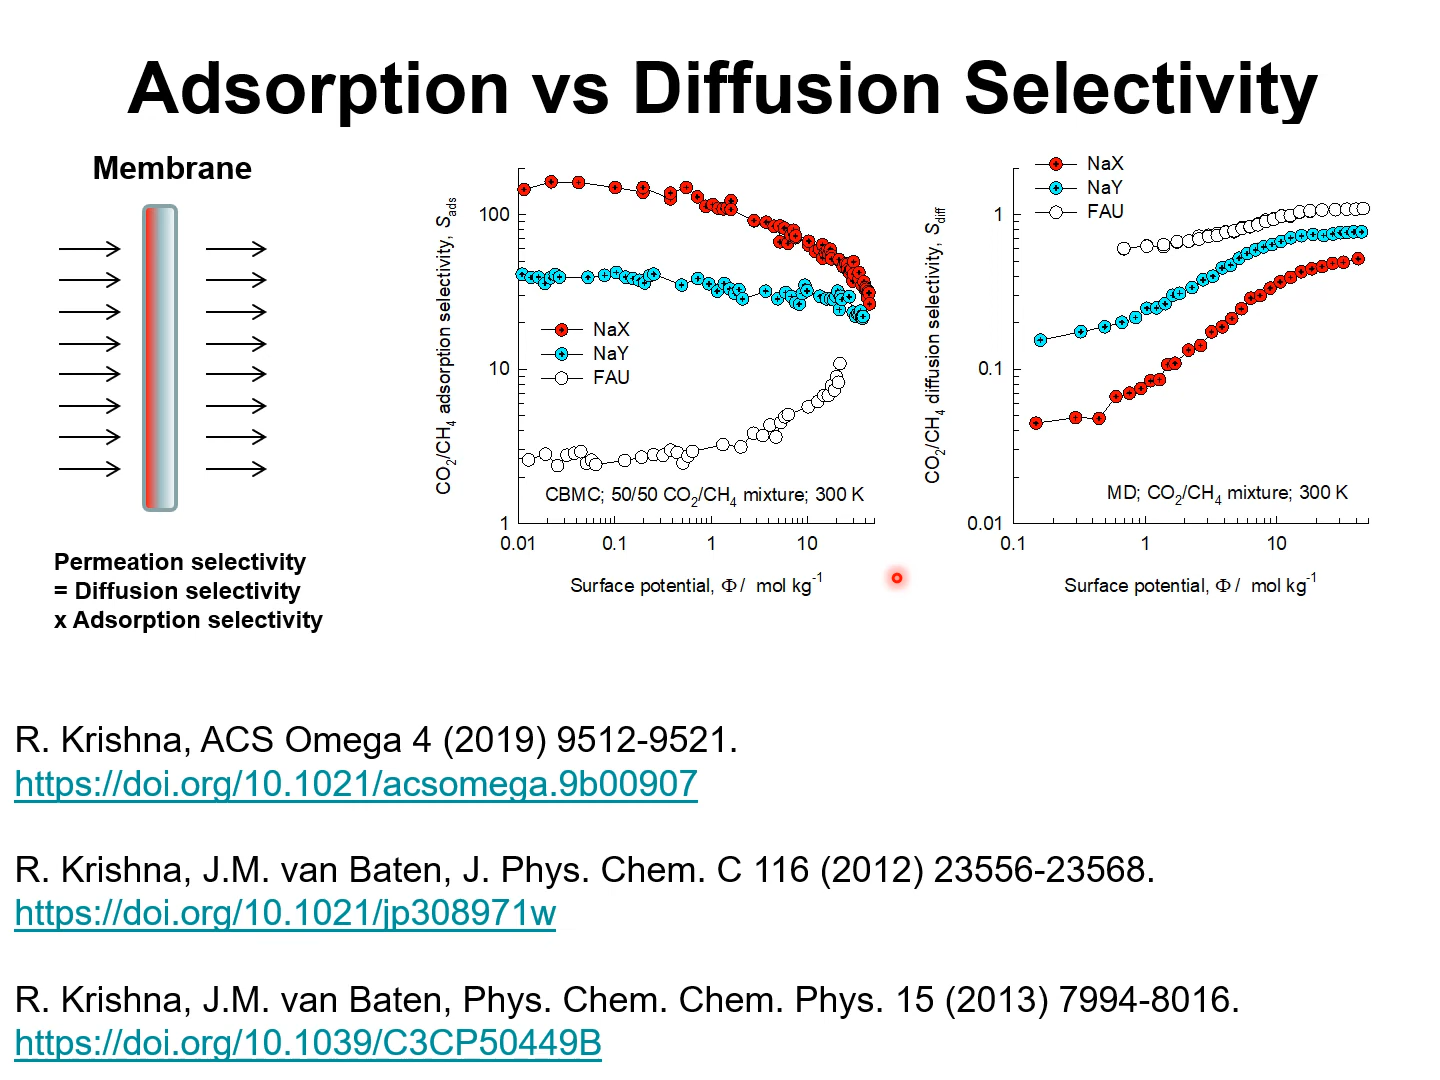 Adsorption vs Diffusion Selectivity
Membrane
Permeation selectivity
= Diffusion selectivity
x Adsorption selectivity
CO2/CH4 adsorption selectivity, Sads
100
10
1
NaX
NaY
FAU
CBMC; 50/50 CO2/CH4 mixture; 300 K
0.01 0.1 1 10
Surface potential, Φ / mol kg-1
CO2/CH4 diffusion selectivity, Sdiff
NaX
NaY
FAU
1
0.1
0.01
MD; CO2/CH4 mixture; 300 K
0.1 1 10
Surface potential, Φ / mol kg-1
R. Krishna, ACS Omega 4 (2019) 9512-9521.
https://doi.org/10.1021/acsomega.9b00907
R. Krishna, J.M. van Baten, J. Phys. Chem. C 116 (2012) 23556-23568.
https://doi.org/10.1021/jp308971w
R. Krishna, J.M. van Baten, Phys. Chem. Chem. Phys. 15 (2013) 7994-8016.
https://doi.org/10.1039/C3CP50449B